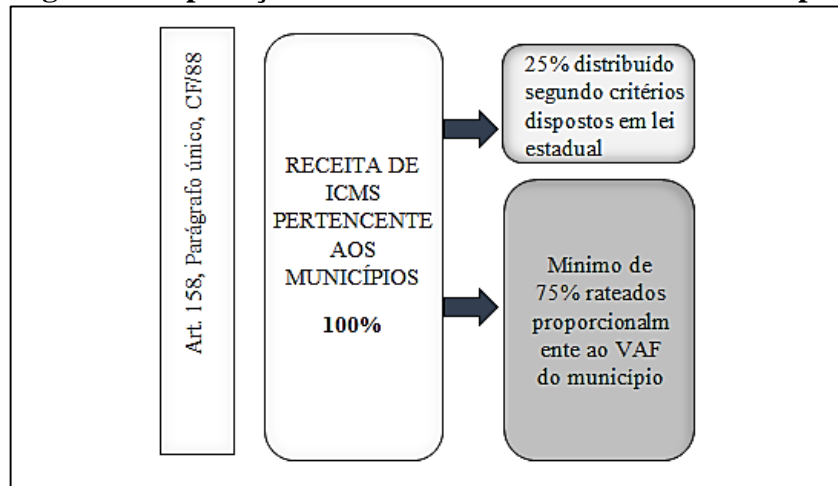 Art. 158, Parágrafo único, CF/88
RECEITA DE
ICMS
PERTENCENTE
AOS
MUNICÍPIOS
100%
25% distribuído
segundo critérios
dispostos em lei
estadual
Mínimo de
75% rateados
proporcionalm
ente ao VAF
do município